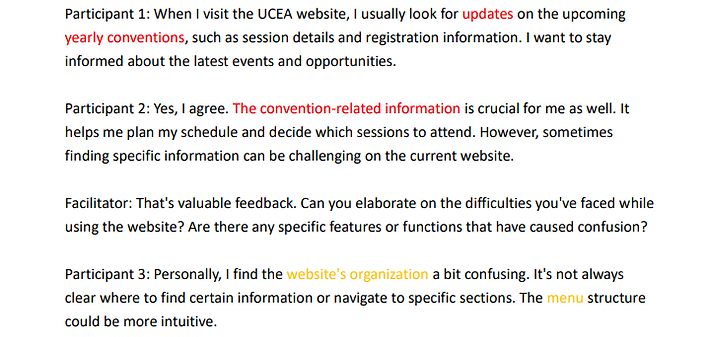 Participant 1: When I visit the UCEA website, I usually look for updates on the upcoming
yearly conventions, such as session details and registration information. I want to stay
informed about the latest events and opportunities.
Participant 2: Yes, I agree. The convention-related information is crucial for me as well. It
helps me plan my schedule and decide which sessions to attend. However, sometimes
finding specific information can be challenging on the current website.
Facilitator: That's valuable feedback. Can you elaborate on the difficulties you've faced while
using the website? Are there any specific features or functions that have caused confusion?
Participant 3: Personally, I find the website's organization a bit confusing. It's not always
clear where to find certain information or navigate to specific sections. The menu structure
could be more intuitive.